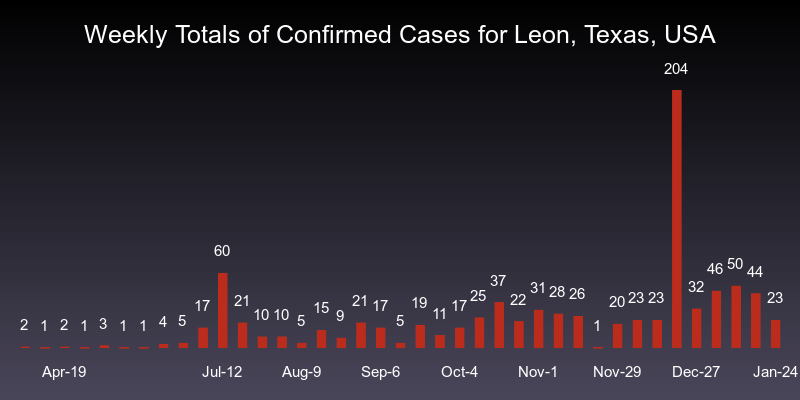 Weekly Totals of Confirmed Cases for Leon, Texas, USA
2 1 2 1 3 1 1 4 5 17 60 21 10 10 5 15 9 21 17 5 19 11 17 25 37 22 31 28 26 1 20 23 23 204 32 46 50 44 23
Apr-19 Jul-12 Aug-9 Sep-6 Oct-4 Nov-1 Nov-29 Dec-27 Jan-24